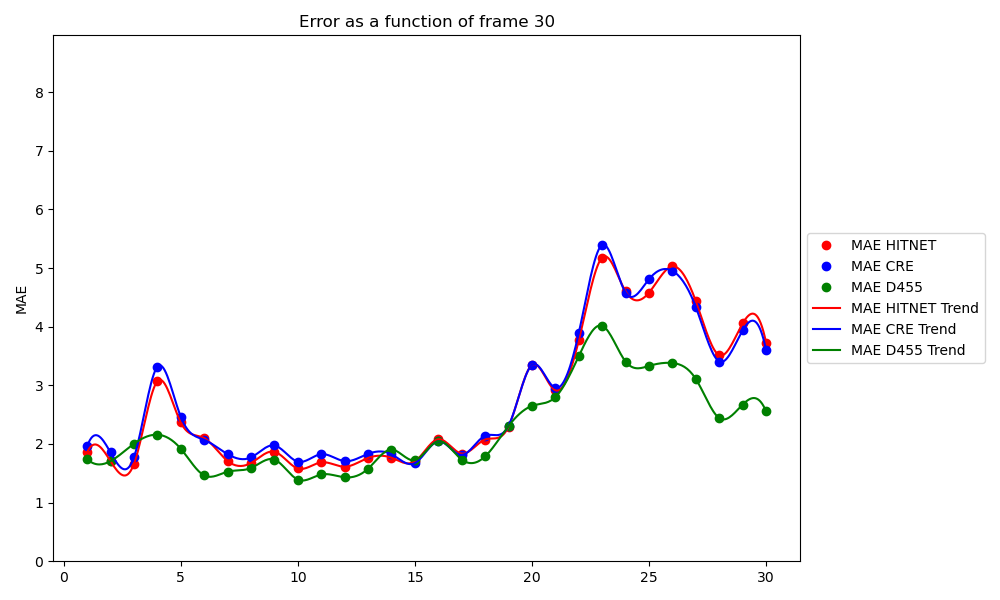 Error as a function of frame 30
MAE
8
7
6
5
4
3
2
1
0
0 5 10 15 20 25 30
MAE HITNET
MAE CRE
MAE D455
MAE HITNET Trend
MAE CRE Trend
MAE D455 Trend